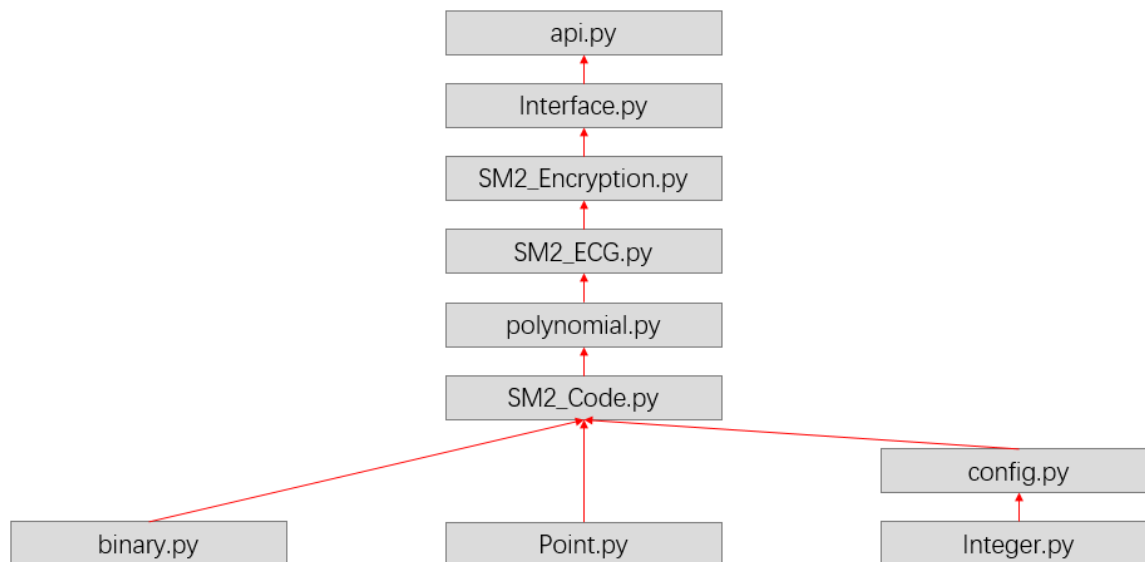 api.py
Interface.py
SM2_Encryption.py
SM2_ECG.py
polynomial.py
SM2_Code.py
config.py
binary.py
Point.py
Integer.py